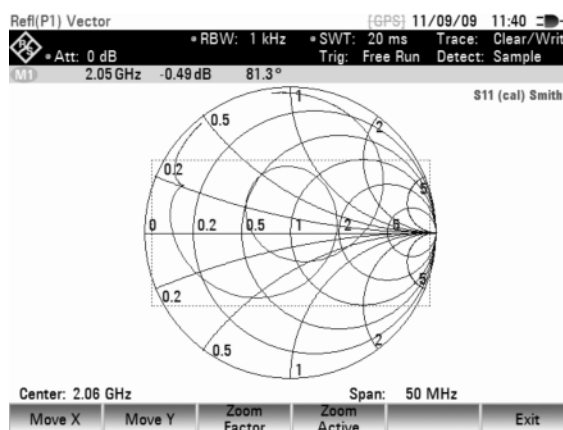 Refl(P1) Vector [GPS] 11/09/09 11:40
RBW: 1 kHz SWT: 20 ms Trace: Clear/Writ
Att: 0 dB Trig: Free Run Detect: Sample
M1 2.05 GHz -0.49 dB 81.3°
S11 (cal) Smith
1
0.5 2
0.2 5
0 0.2 0.5 1 2 5
0.2 5
0.5 2
1
Center: 2.06 GHz Span: 50 MHz
Move X Move Y Zoom Factor Zoom Active Exit